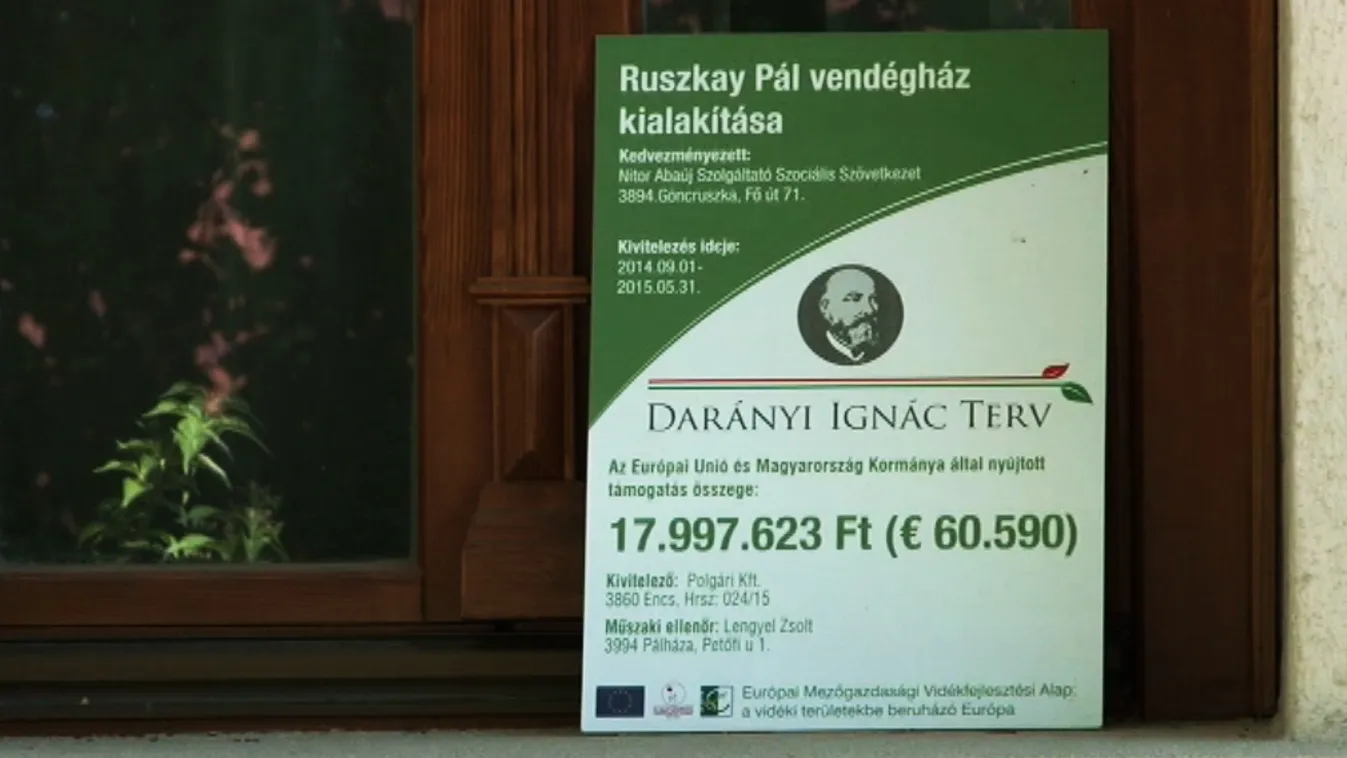 Ruszkay Pál vendégház
kialakítása
Kedvezményezett:
Nitor Abaúj Szolgáltató Szociális Szövetkezet
3894.Göncruszka, Fő út 71.
Kivitelezés ideje:
2014.09.01-
2015.05.31.
DARÁNYI IGNÁC TERV
Az Európai Unió és Magyarország Kormánya által nyújtott
támogatás összege:
17.997.623 Ft (€ 60.590)
Kivitelező: Polgári Kft.
3860 Encs, Hrsz: 024/15
Műszaki ellenőr: Lengyel Zsolt
3994 Pálháza, Petőfi u 1.
Európai Mezőgazdasági Vidékfejlesztési Alap:
a vidéki területekbe beruházó Európa